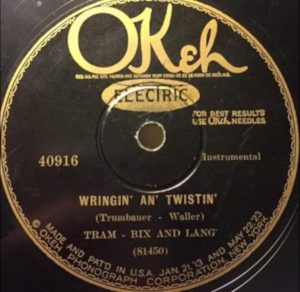 OKeh
ELECTRIC
FOR BEST RESULTS
USE OKeh NEEDLES
40916
Instrumental
WRINGIN' AN' TWISTIN'
(Trumbauer - Waller)
TRAM - BIX AND LANG
(81450)
MADE AND PAT'D IN U.S.A. JAN. 21, '13 AND MAY 22-'23
© OKEH PHONOGRAPH CORPORATION, NEW YORK.